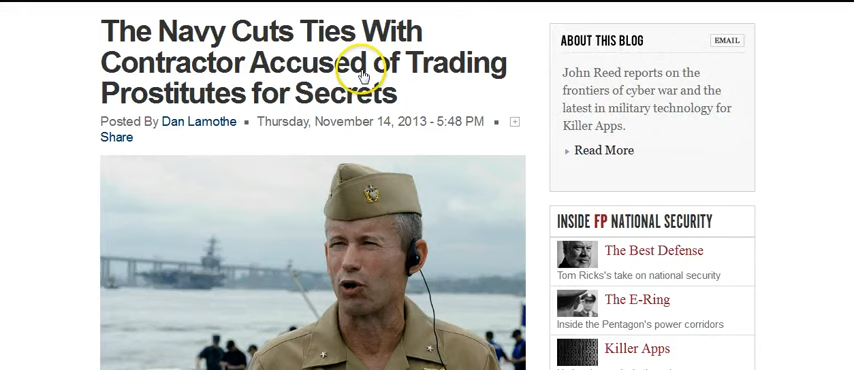 The Navy Cuts Ties With
Contractor Accused of Trading
Prostitutes for Secrets
Posted By Dan Lamothe ■ Thursday, November 14, 2013 - 5:48 PM ■
Share
ABOUT THIS BLOG
EMAIL
John Reed reports on the
frontiers of cyber war and the
latest in military technology for
Killer Apps.
Read More
INSIDE FP NATIONAL SECURITY
The Best Defense
Tom Ricks's take on national security
The E-Ring
Inside the Pentagon's power corridors
Killer Apps